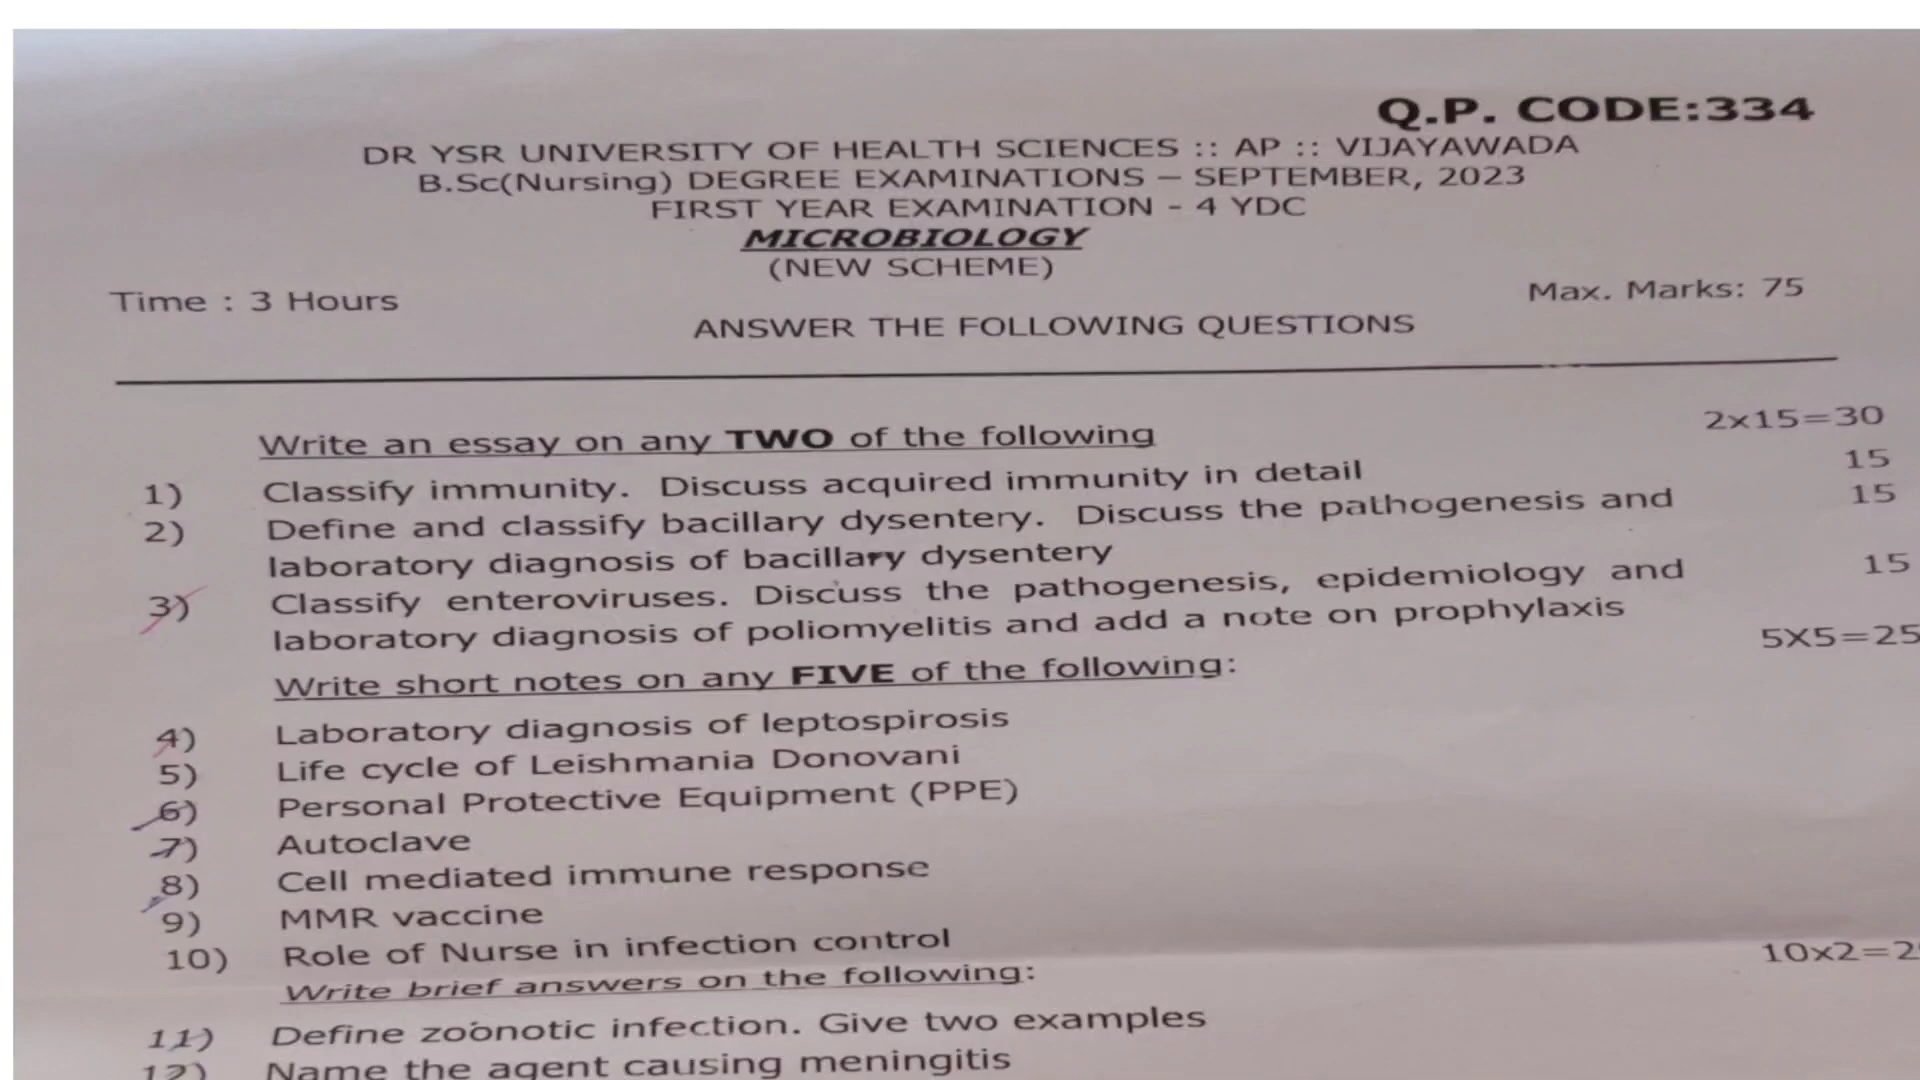 Q.P. CODE:334
DR YSR UNIVERSITY OF HEALTH SCIENCES :: AP :: VIJAYAWADA
B.Sc(Nursing) DEGREE EXAMINATIONS – SEPTEMBER, 2023
FIRST YEAR EXAMINATION - 4 YDC
MICROBIOLOGY
(NEW SCHEME)
Time : 3 Hours Max. Marks: 75
ANSWER THE FOLLOWING QUESTIONS
Write an essay on any TWO of the following 2x15=30
1) Classify immunity. Discuss acquired immunity in detail 15
2) Define and classify bacillary dysentery. Discuss the pathogenesis and 15
laboratory diagnosis of bacillary dysentery
3) Classify enteroviruses. Discuss the pathogenesis, epidemiology and 15
laboratory diagnosis of poliomyelitis and add a note on prophylaxis
Write short notes on any FIVE of the following: 5X5=25
4) Laboratory diagnosis of leptospirosis
5) Life cycle of Leishmania Donovani
6) Personal Protective Equipment (PPE)
7) Autoclave
8) Cell mediated immune response
9) MMR vaccine
10) Role of Nurse in infection control
Write brief answers on the following: 10x2=2
11) Define zoonotic infection. Give two examples
12) Name the agent causing meningitis